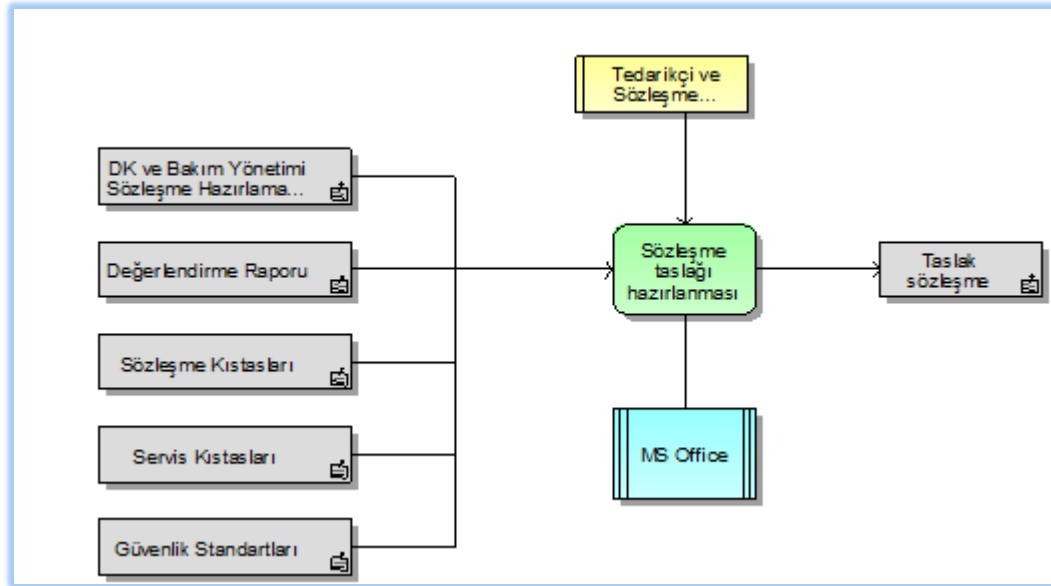 Tedarikçi ve
Sözleşme...
DK ve Bakım Yönetimi
Sözleşme Hazırlama...
Değerlendirme Raporu
Sözleşme
taslağı
hazırlanması
Taslak
sözleşme
Sözleşme Kıstasları
Servis Kıstasları
MS Office
Güvenlik Standartları